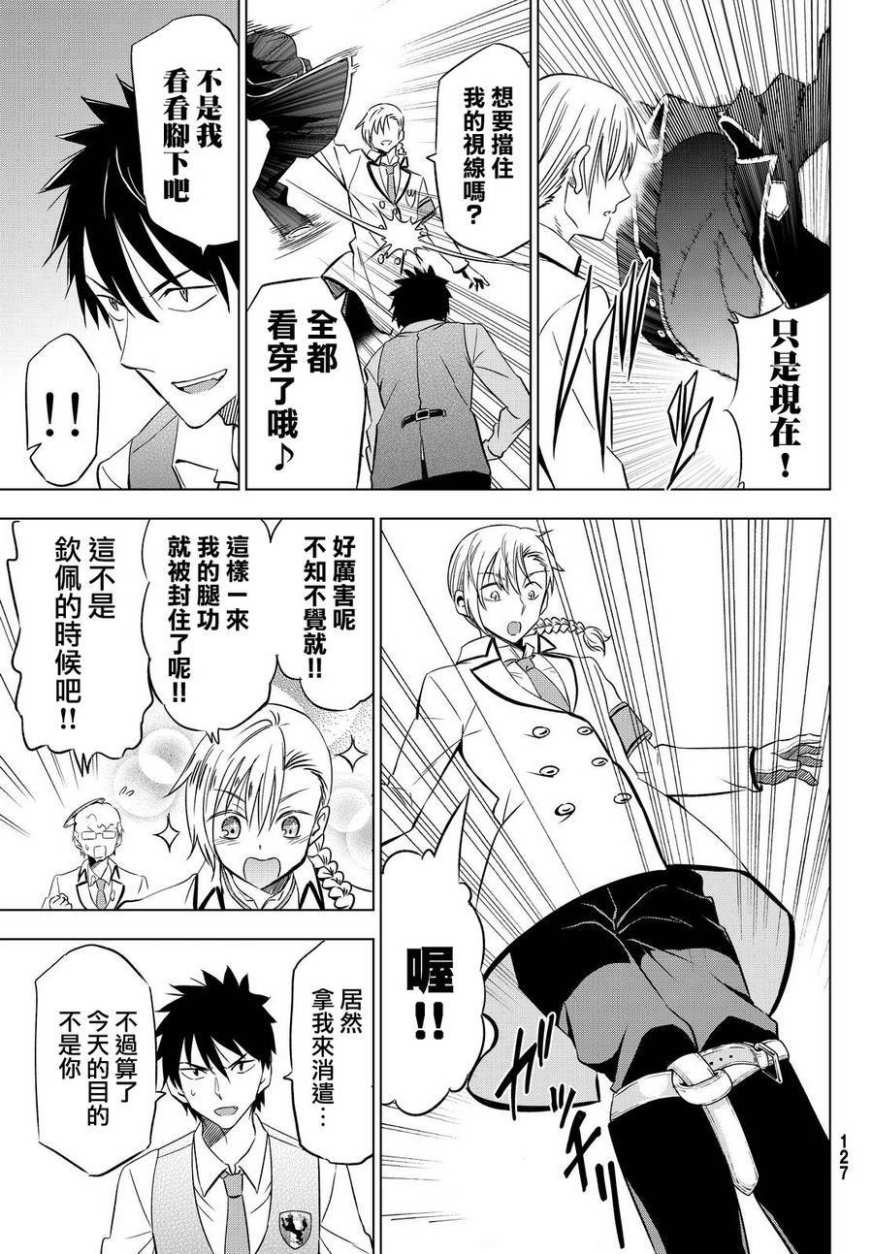 只是現在！
想要擋住
我的視線嗎？
全都
看穿了哦♪
不是我
看看腳下吧
！！
喔！！
好厲害呢
不知不覺就！！
這樣一來
我的腿功
就被封住了呢！！
這不是
欽佩的時候吧！！
居然
拿我來消遣…
不過算了
今天的目的
不是你
127